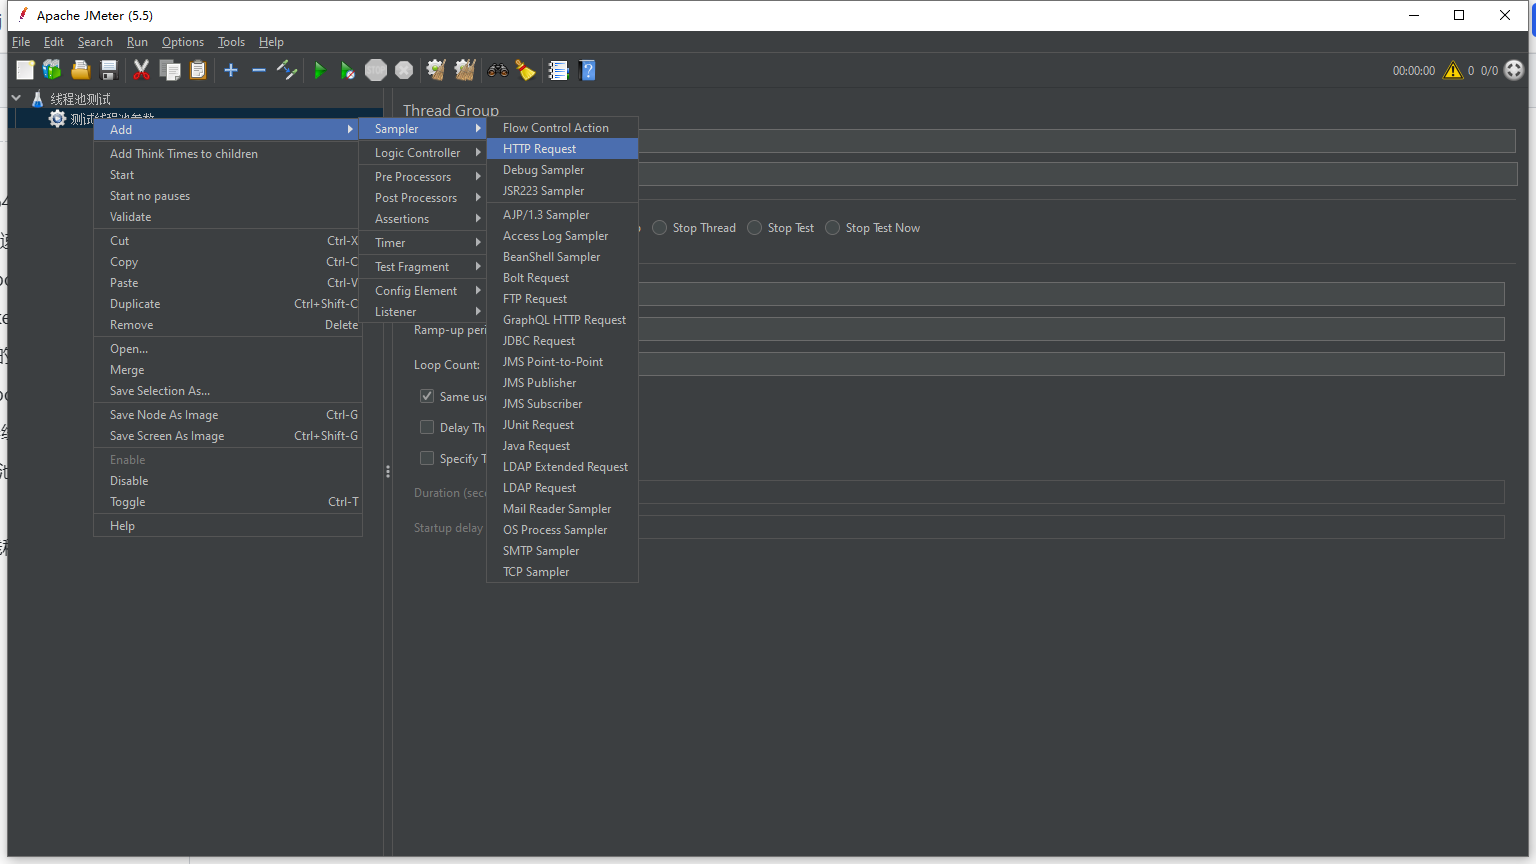 Apache JMeter (5.5)
File Edit Search Run Options Tools Help
STOP
00:00:00 0 0/0
线程池测试
测试线程池参数
Thread Group
Add
Add Think Times to children
Start
Start no pauses
Validate
Cut Ctrl-X
Copy Ctrl-C
Paste Ctrl-V
Duplicate Ctrl+Shift-C
Remove Delete
Open...
Merge
Save Selection As...
Save Node As Image Ctrl-G
Save Screen As Image Ctrl+Shift-G
Enable
Disable
Toggle Ctrl-T
Help
Sampler
Logic Controller
Pre Processors
Post Processors
Assertions
Timer
Test Fragment
Config Element
Listener
Flow Control Action
HTTP Request
Debug Sampler
JSR223 Sampler
AJP/1.3 Sampler
Access Log Sampler
BeanShell Sampler
Bolt Request
FTP Request
GraphQL HTTP Request
JDBC Request
JMS Point-to-Point
JMS Publisher
JMS Subscriber
JUnit Request
Java Request
LDAP Extended Request
LDAP Request
Mail Reader Sampler
OS Process Sampler
SMTP Sampler
TCP Sampler
Stop Thread Stop Test Stop Test Now
Ramp-up peri
Loop Count:
Same use
Delay Th
Specify T
Duration (seco
Startup delay